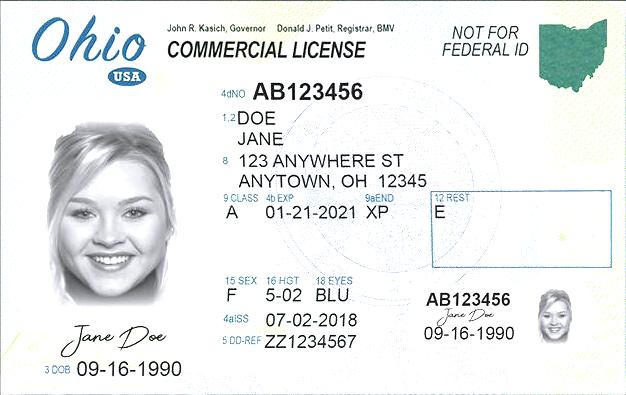 Ohio
USA
John R. Kasich, Governor Donald J. Petit, Registrar, BMV
COMMERCIAL LICENSE
NOT FOR
FEDERAL ID
4dNO AB123456
1,2 DOE
JANE
8 123 ANYWHERE ST
ANYTOWN, OH 12345
9 CLASS 4b EXP 9aEND 12 REST
A 01-21-2021 XP E
15 SEX 16 HGT 18 EYES
F 5-02 BLU
4aISS 07-02-2018
5 DD-REF ZZ1234567
Jane Doe
3 DOB 09-16-1990
AB123456
Jane Doe
09-16-1990